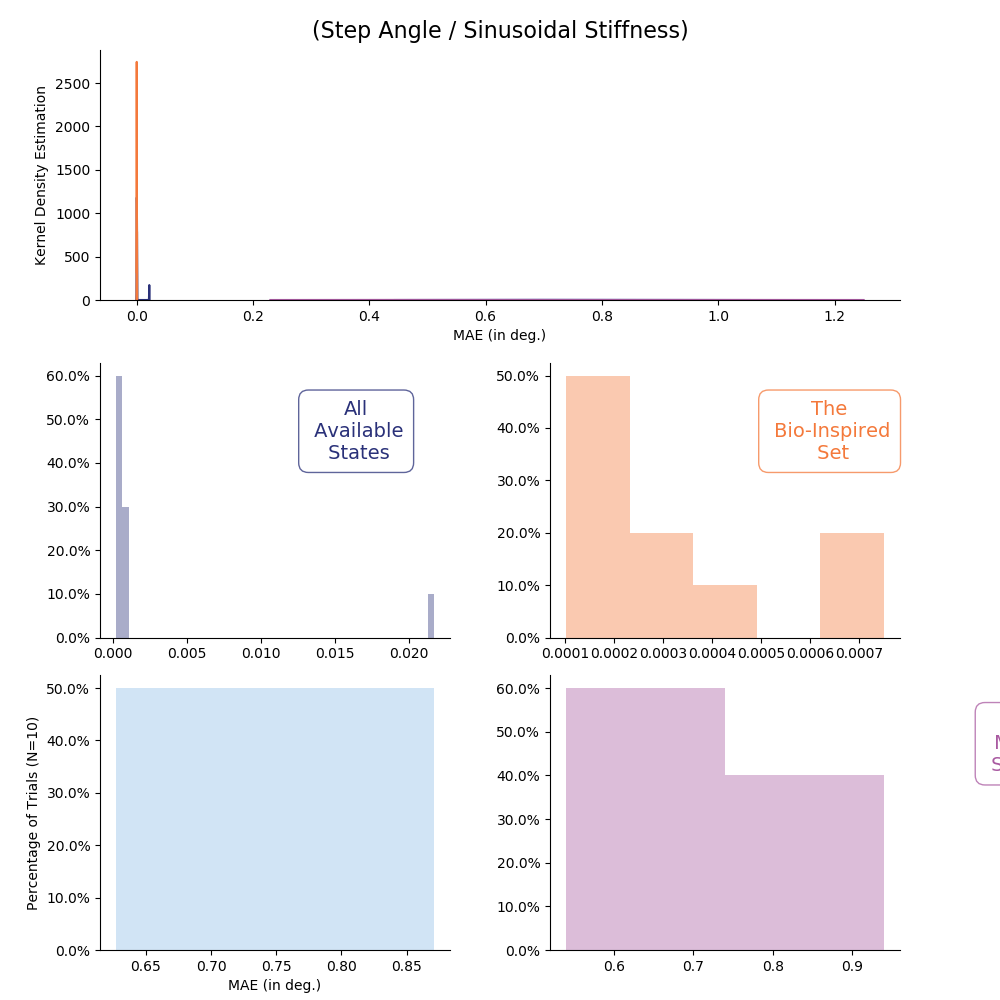 (Step Angle / Sinusoidal Stiffness)
Kernel Density Estimation
2500
2000
1500
1000
500
0
0.0 0.2 0.4 0.6 0.8 1.0 1.2
MAE (in deg.)
60.0%
50.0%
40.0%
30.0%
20.0%
10.0%
0.0%
All
Available
States
0.000 0.005 0.010 0.015 0.020
50.0%
40.0%
30.0%
20.0%
10.0%
0.0%
The
Bio-Inspired
Set
0.0001 0.0002 0.0003 0.0004 0.0005 0.0006 0.0007
Percentage of Trials (N=10)
50.0%
40.0%
30.0%
20.0%
10.0%
0.0%
0.65 0.70 0.75 0.80 0.85
MAE (in deg.)
60.0%
50.0%
40.0%
30.0%
20.0%
10.0%
0.0%
0.6 0.7 0.8 0.9